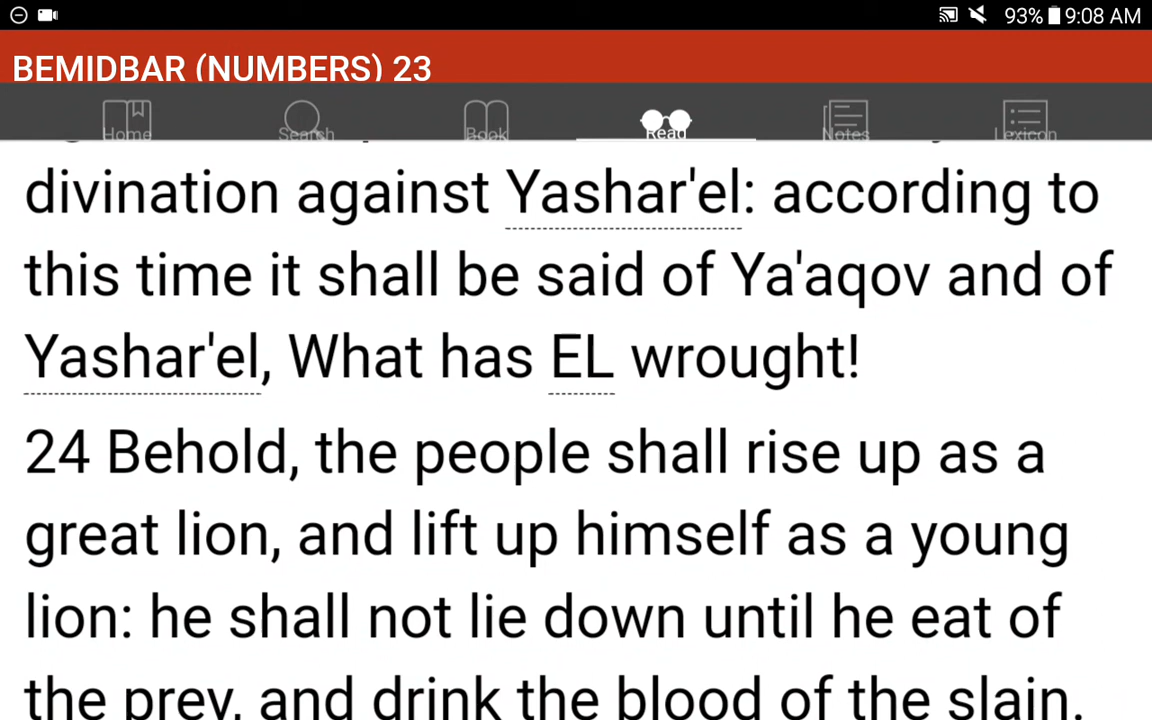 93% 9:08 AM
BEMIDBAR (NUMBERS) 23
Home Search Book Read Notes Lexicon
divination against Yashar'el: according to
this time it shall be said of Ya'aqov and of
Yashar'el, What has EL wrought!
24 Behold, the people shall rise up as a
great lion, and lift up himself as a young
lion: he shall not lie down until he eat of
the prey, and drink the blood of the slain.